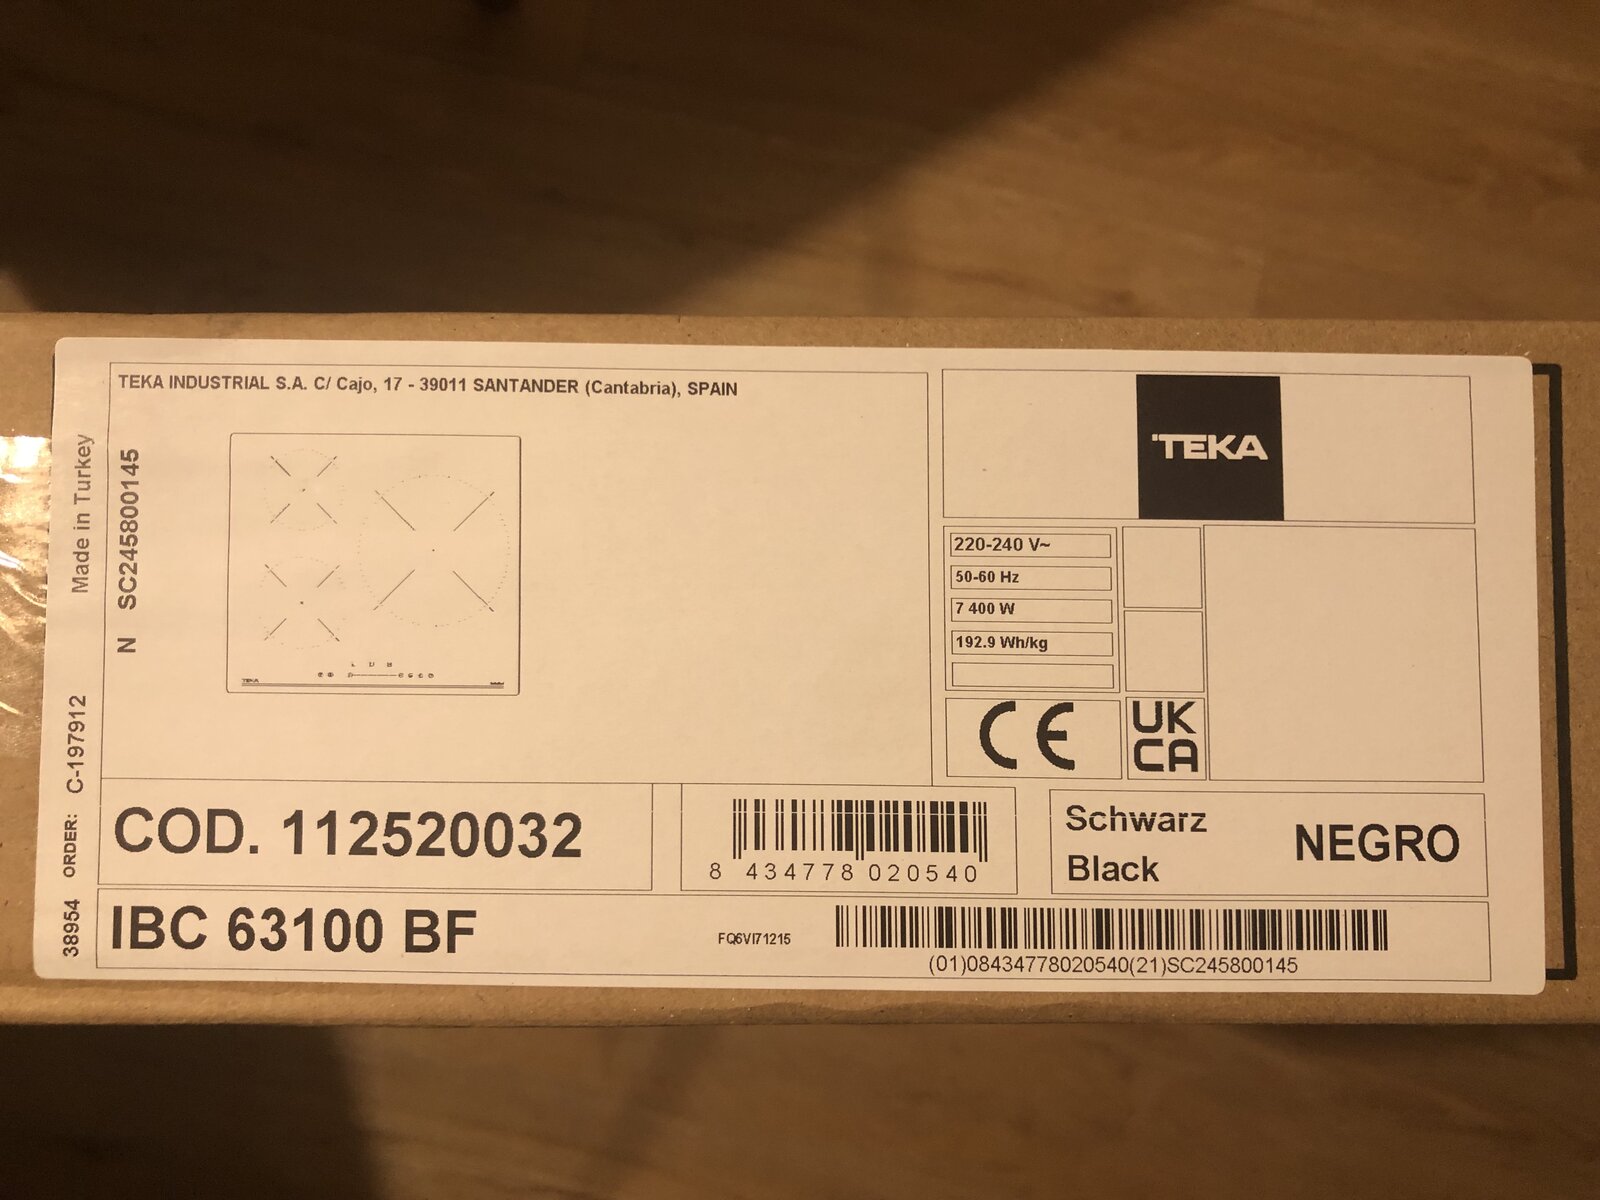 TEKA INDUSTRIAL S.A. C/ Cajo, 17 - 39011 SANTANDER (Cantabria), SPAIN
Made in Turkey
N SC245800145
38954 ORDER: C-197912
TEKA
TEKA
220-240 V~
50-60 Hz
7 400 W
192.9 Wh/kg
CE
UK
CA
COD. 112520032
8 434778 020540
Schwarz
Black
NEGRO
IBC 63100 BF
FQ6VI71215
(01)08434778020540(21)SC245800145